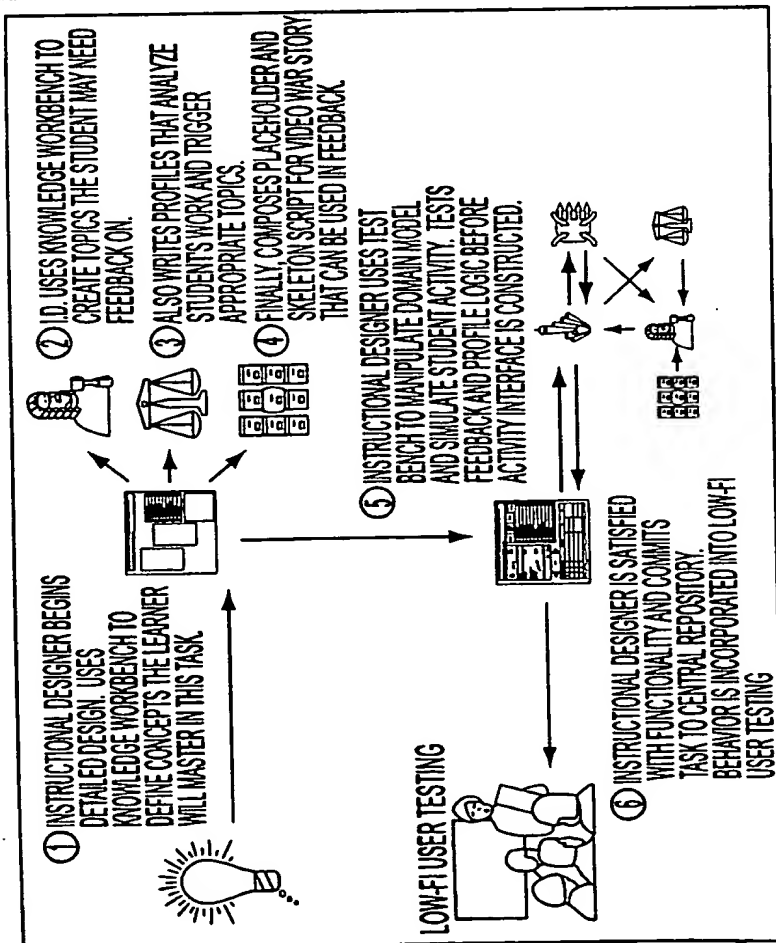 ① INSTRUCTIONAL DESIGNER BEGINS
DETAILED DESIGN. USES
KNOWLEDGE WORKBENCH TO
DEFINE CONCEPTS THE LEARNER
WILL MASTER IN THIS TASK.
② I.D. USES KNOWLEDGE WORKBENCH TO
CREATE TOPICS THE STUDENT MAY NEED
FEEDBACK ON.
③ ALSO WRITES PROFILES THAT ANALYZE
STUDENT'S WORK AND TRIGGER
APPROPRIATE TOPICS.
④ FINALLY, COMPOSES PLACEHOLDER AND
SKELETON SCRIPT FOR VIDEO WAR STORY
THAT CAN BE USED IN FEEDBACK.
⑤ INSTRUCTIONAL DESIGNER USES TEST
BENCH TO MANIPULATE DOMAIN MODEL
AND SIMULATE STUDENT ACTIVITY. TESTS
FEEDBACK AND PROFILE LOGIC BEFORE
ACTIVITY INTERFACE IS CONSTRUCTED.
LOW-FI USER TESTING
⑥ INSTRUCTIONAL DESIGNER IS SATISFIED
WITH FUNCTIONALITY AND COMMITS
TASK TO CENTRAL REPOSITORY.
BEHAVIOR IS INCORPORATED INTO LOW-FI
USER TESTING